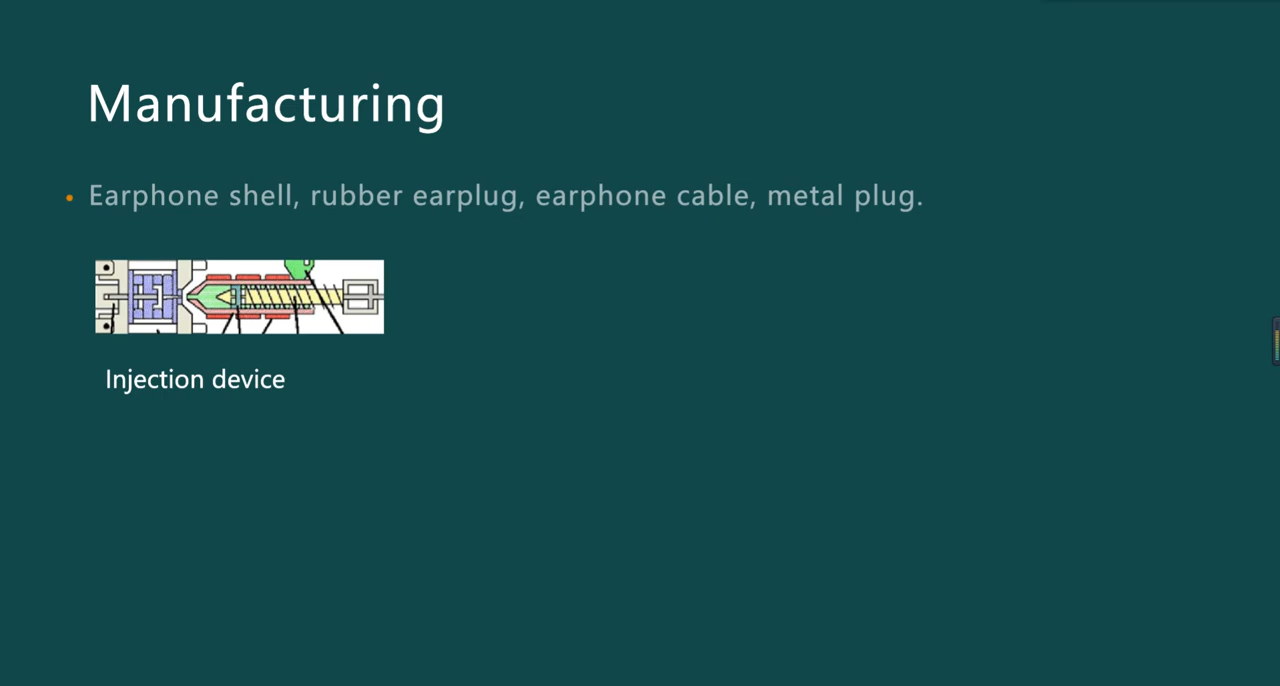 Manufacturing
Earphone shell, rubber earplug, earphone cable, metal plug.
Injection device